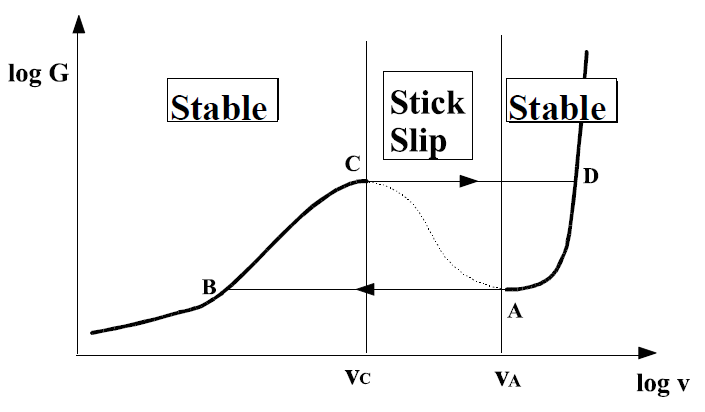 log G
Stable
Stick
Slip
Stable
C
D
B
A
vC
vA
log v